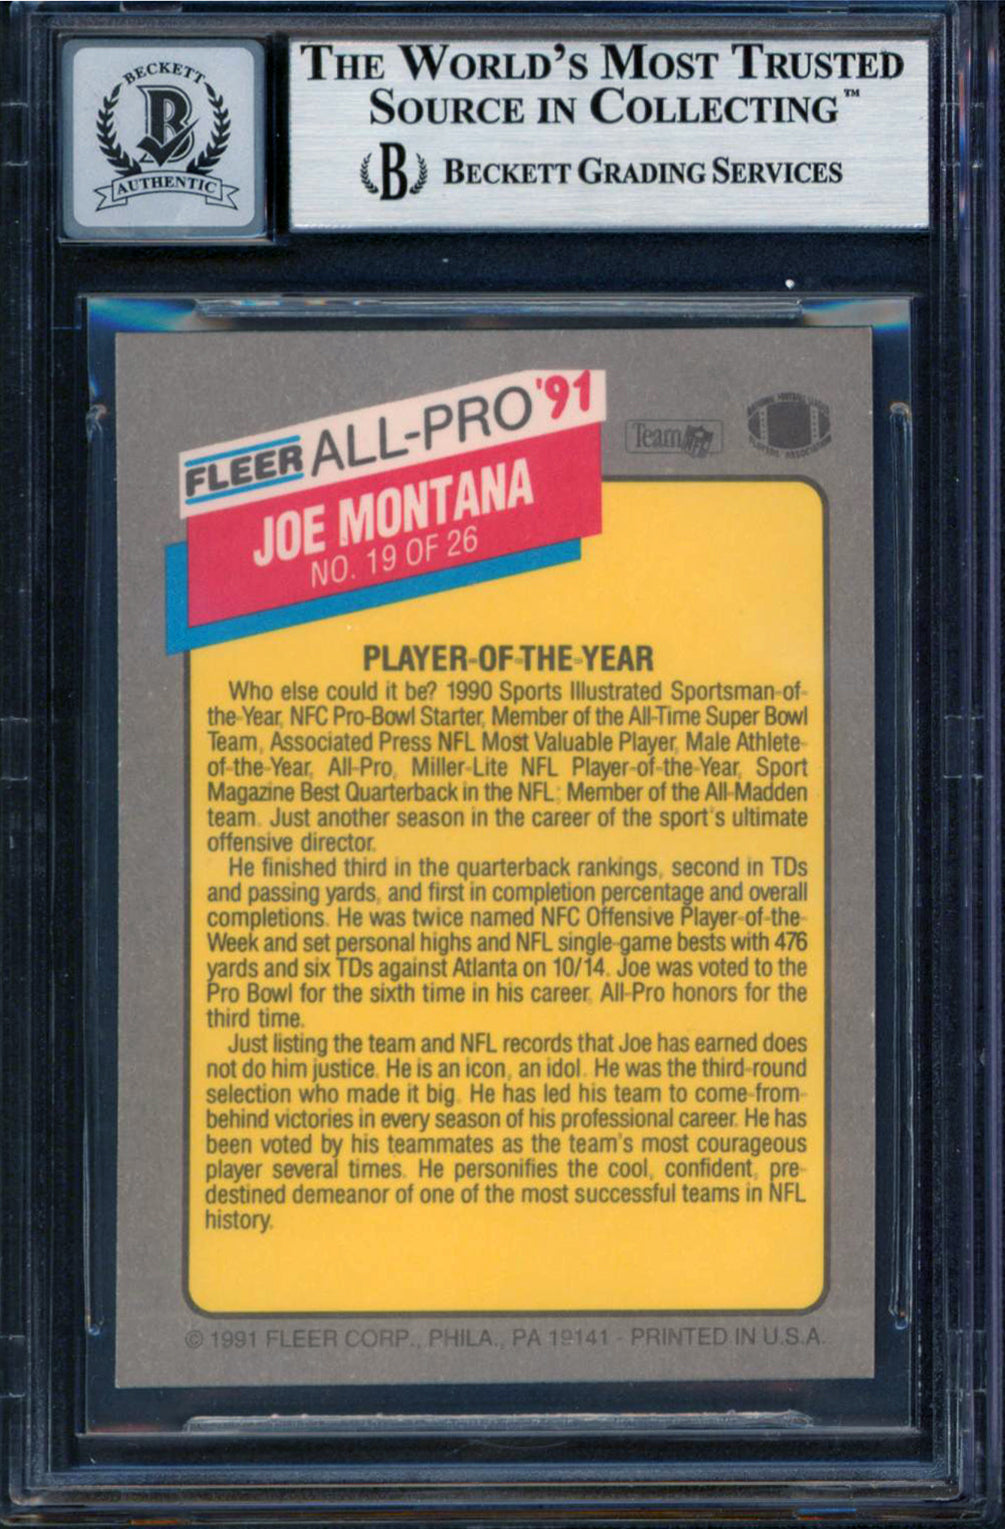 BECKETT
B
AUTHENTIC
THE WORLD'S MOST TRUSTED
SOURCE IN COLLECTING™
B BECKETT GRADING SERVICES
FLEER ALL-PRO '91
JOE MONTANA
NO. 19 OF 26
Team NFL
PLAYER-OF-THE-YEAR
Who else could it be? 1990 Sports Illustrated Sportsman-of-
the-Year, NFC Pro-Bowl Starter, Member of the All-Time Super Bowl
Team, Associated Press NFL Most Valuable Player, Male Athlete-
of-the-Year, All-Pro, Miller-Lite NFL Player-of-the-Year, Sport
Magazine Best Quarterback in the NFL; Member of the All-Madden
team. Just another season in the career of the sport's ultimate
offensive director.
He finished third in the quarterback rankings, second in TDs
and passing yards, and first in completion percentage and overall
completions. He was twice named NFC Offensive Player-of-the-
Week and set personal highs and NFL single-game bests with 476
yards and six TDs against Atlanta on 10/14. Joe was voted to the
Pro Bowl for the sixth time in his career, All-Pro honors for the
third time.
Just listing the team and NFL records that Joe has earned does
not do him justice. He is an icon, an idol. He was the third-round
selection who made it big. He has led his team to come-from-
behind victories in every season of his professional career. He has
been voted by his teammates as the team's most courageous
player several times. He personifies the cool, confident, pre-
destined demeanor of one of the most successful teams in NFL
history.
© 1991 FLEER CORP., PHILA., PA 19141 - PRINTED IN U.S.A.